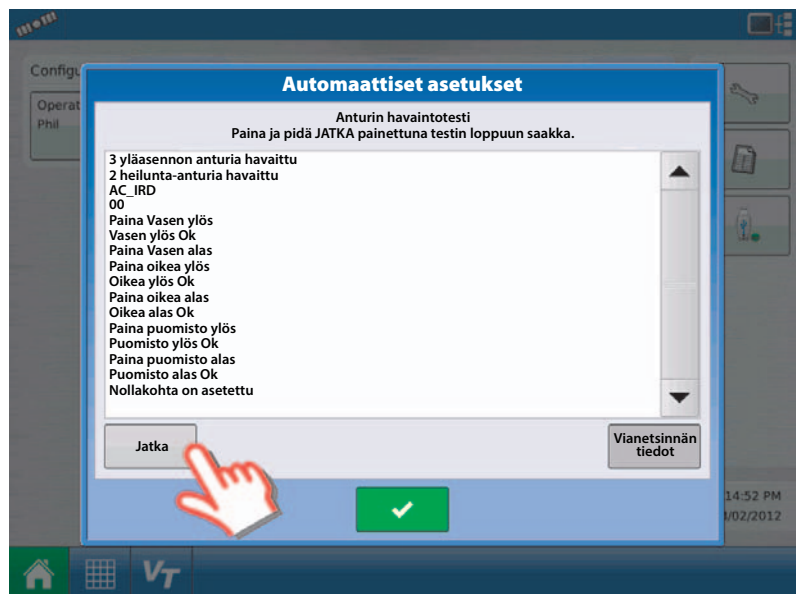 Configu
Automaattiset asetukset
Operat
Phil
Anturin havaintotesti
Paina ja pidä JATKA painettuna testin loppuun saakka.
3 yläasennon anturia havaittu
2 heilunta-anturia havaittu
AC_IRD
00
Paina Vasen ylös
Vasen ylös Ok
Paina Vasen alas
Paina oikea ylös
Oikea ylös Ok
Paina oikea alas
Oikea alas Ok
Paina puomisto ylös
Puomisto ylös Ok
Paina puomisto alas
Puomisto alas Ok
Nollakohta on asetettu
Jatka
Vianetsinnän
tiedot
14:52 PM
/02/2012
VT